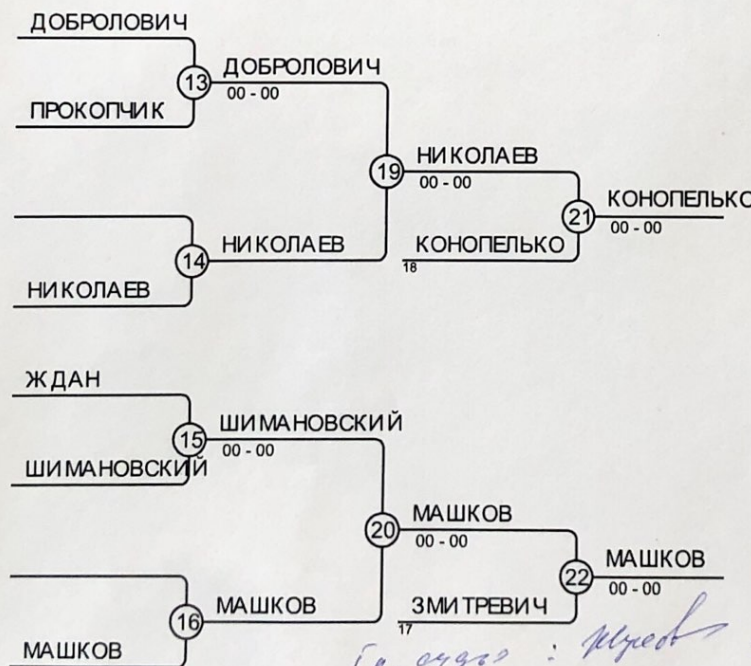 ДОБРОЛОВИЧ
13
ДОБРОЛОВИЧ
00 - 00
ПРОКОПЧИК
19
НИКОЛАЕВ
00 - 00
21
КОНОПЕЛЬКО
00 - 00
14
НИКОЛАЕВ
КОНОПЕЛЬКО
18
НИКОЛАЕВ
ЖДАН
15
ШИМАНОВСКИЙ
00 - 00
ШИМАНОВСКИЙ
20
МАШКОВ
00 - 00
22
МАШКОВ
00 - 00
16
МАШКОВ
ЗМИТРЕВИЧ
17
МАШКОВ